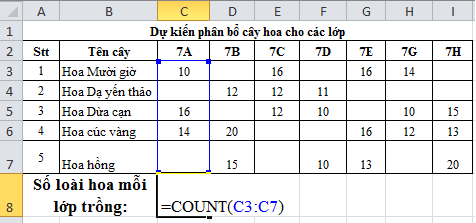 A B C D E F G H I
1 Dự kiến phân bổ cây hoa cho các lớp
2 Stt Tên cây 7A 7B 7C 7D 7E 7G 7H
3 1 Hoa Mười giờ 10 16 16 14
4 2 Hoa Dạ yến thảo 12 12 11
5 3 Hoa Dừa cạn 16 12 10 10 15
6 4 Hoa cúc vàng 14 20 16 12 13
7 5 Hoa hồng 15 10 13 20
8 Số loài hoa mỗi
lớp trồng: =COUNT(C3:C7)